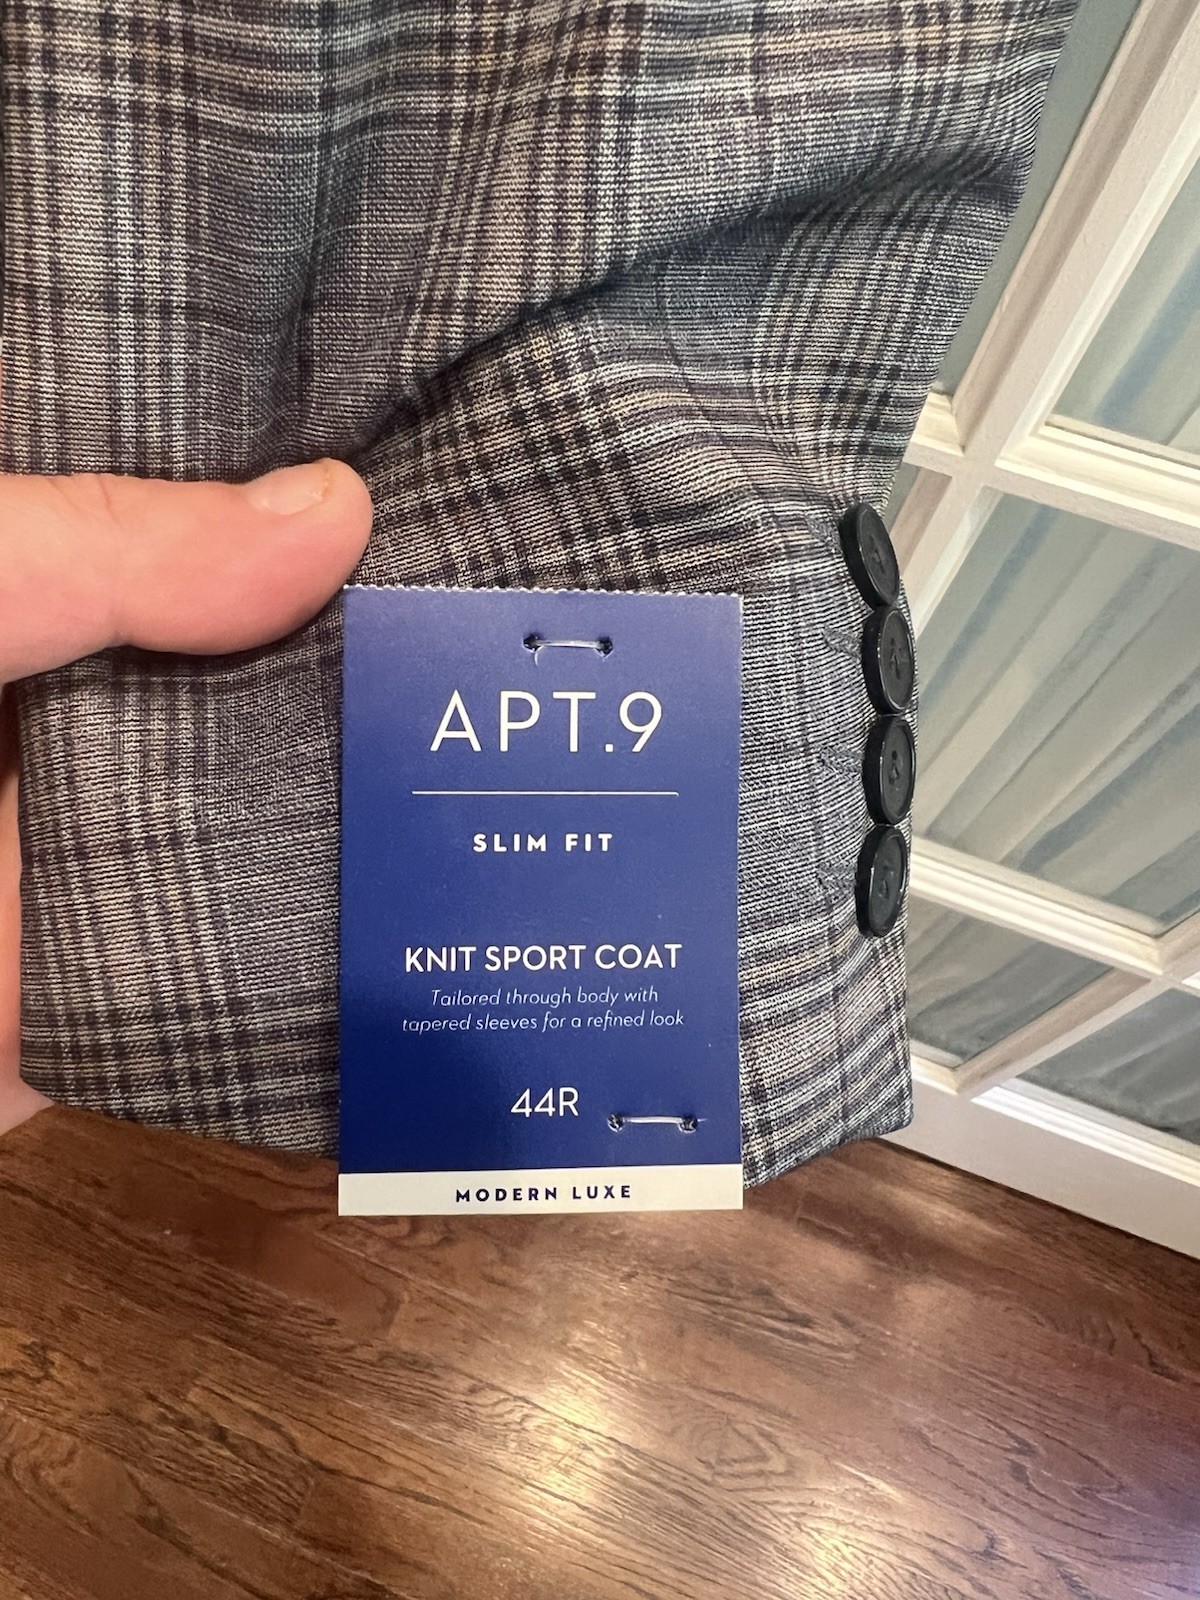 APT.9
SLIM FIT
KNIT SPORT COAT
Tailored through body with
tapered sleeves for a refined look
44R
MODERN LUXE